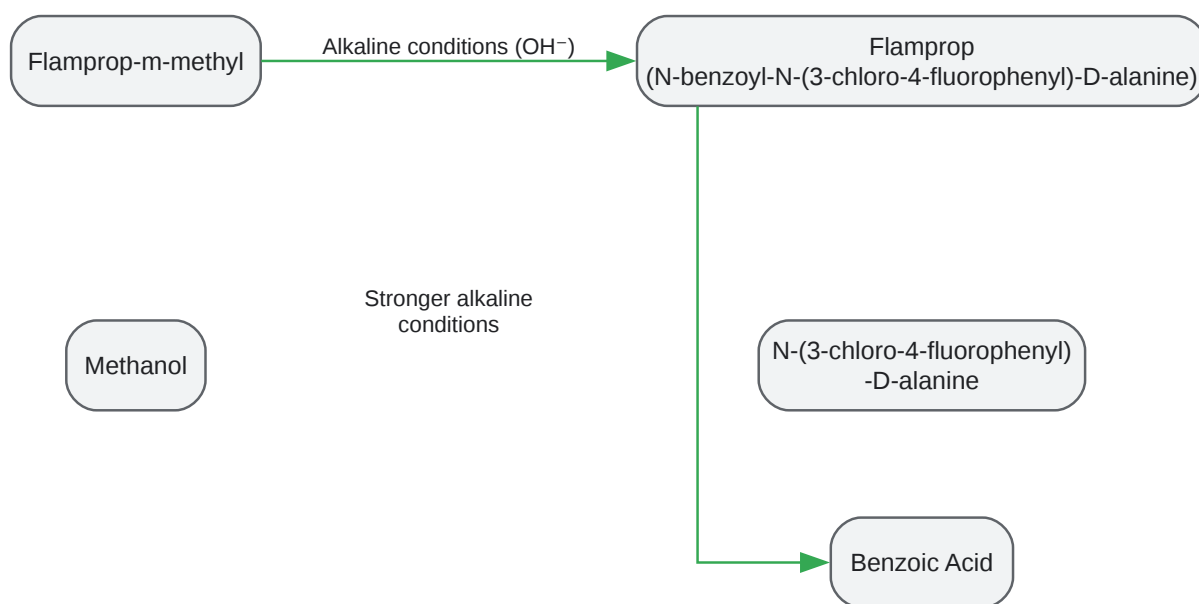 Flamprop-m-methyl
Alkaline conditions (OH⁻)
Flamprop
(N-benzoyl-N-(3-chloro-4-fluorophenyl)-D-alanine)
Stronger alkaline
conditions
Methanol
N-(3-chloro-4-fluorophenyl)
-D-alanine
Benzoic Acid